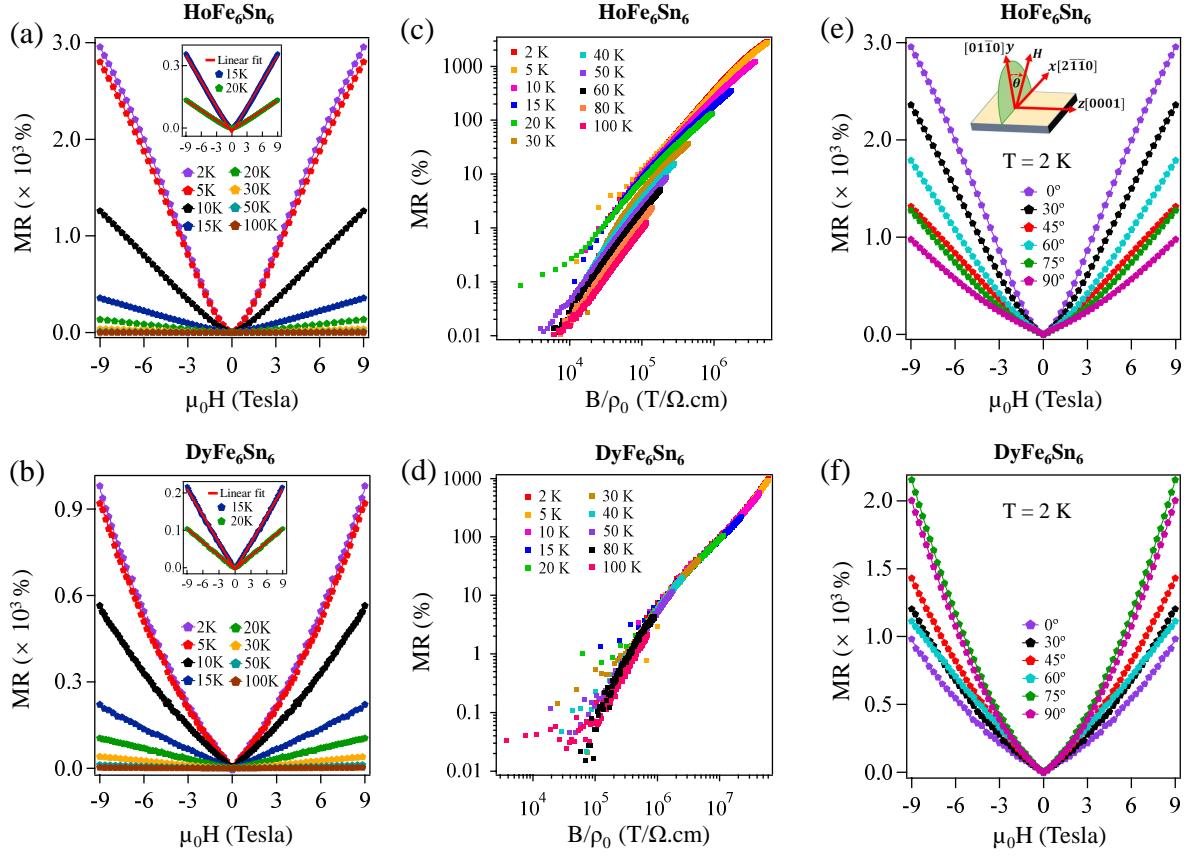 HoFe₆Sn₆
(a)
3.0
2.0
1.0
0.0
MR (× 10³ %)
0.3
0.0
Linear fit
15K
20K
-9 -6 -3 0 3 6 9
2K 20K
5K 30K
10K 50K
15K 100K
-9 -6 -3 0 3 6 9
μ₀H (Tesla)
HoFe₆Sn₆
(c)
1000
100
10
1
0.1
0.01
MR (%)
2 K 40 K
5 K 50 K
10 K 60 K
15 K 80 K
20 K 100 K
30 K
10⁴ 10⁵ 10⁶
B/ρ₀ (T/Ω.cm)
HoFe₆Sn₆
(e)
3.0
2.0
1.0
0.0
MR (× 10³ %)
[011̅0] y H
x[21̅1̅0]
θ
z[0001]
T = 2 K
0º
30º
45º
60º
75º
90º
-9 -6 -3 0 3 6 9
μ₀H (Tesla)
DyFe₆Sn₆
(b)
0.9
0.6
0.3
0.0
MR (× 10³ %)
0.2
0.1
0.0
Linear fit
15K
20K
-9 -6 -3 0 3 6 9
2K 20K
5K 30K
10K 50K
15K 100K
-9 -6 -3 0 3 6 9
μ₀H (Tesla)
DyFe₆Sn₆
(d)
1000
100
10
1
0.1
0.01
MR (%)
2 K 30 K
5 K 40 K
10 K 50 K
15 K 80 K
20 K 100 K
10⁴ 10⁵ 10⁶ 10⁷
B/ρ₀ (T/Ω.cm)
DyFe₆Sn₆
(f)
2.0
1.5
1.0
0.5
0.0
MR (× 10³ %)
T = 2 K
0º
30º
45º
60º
75º
90º
-9 -6 -3 0 3 6 9
μ₀H (Tesla)